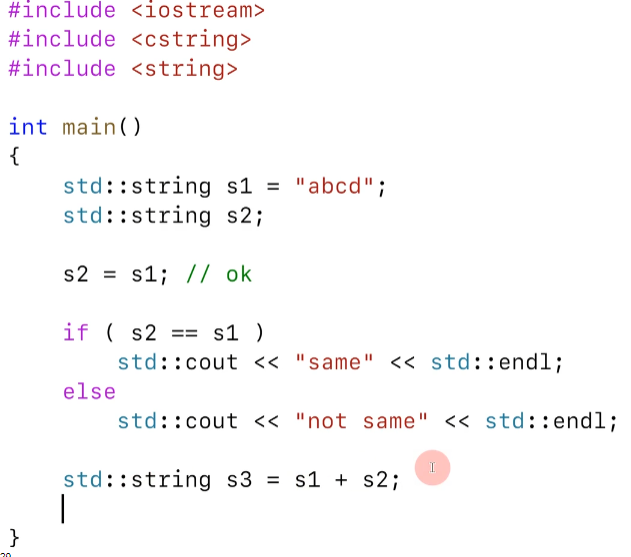 #include <iostream>
#include <cstring>
#include <string>

int main()
{
    std::string s1 = "abcd";
    std::string s2;

    s2 = s1; // ok

    if ( s2 == s1 )
        std::cout << "same" << std::endl;
    else
        std::cout << "not same" << std::endl;

    std::string s3 = s1 + s2;

}